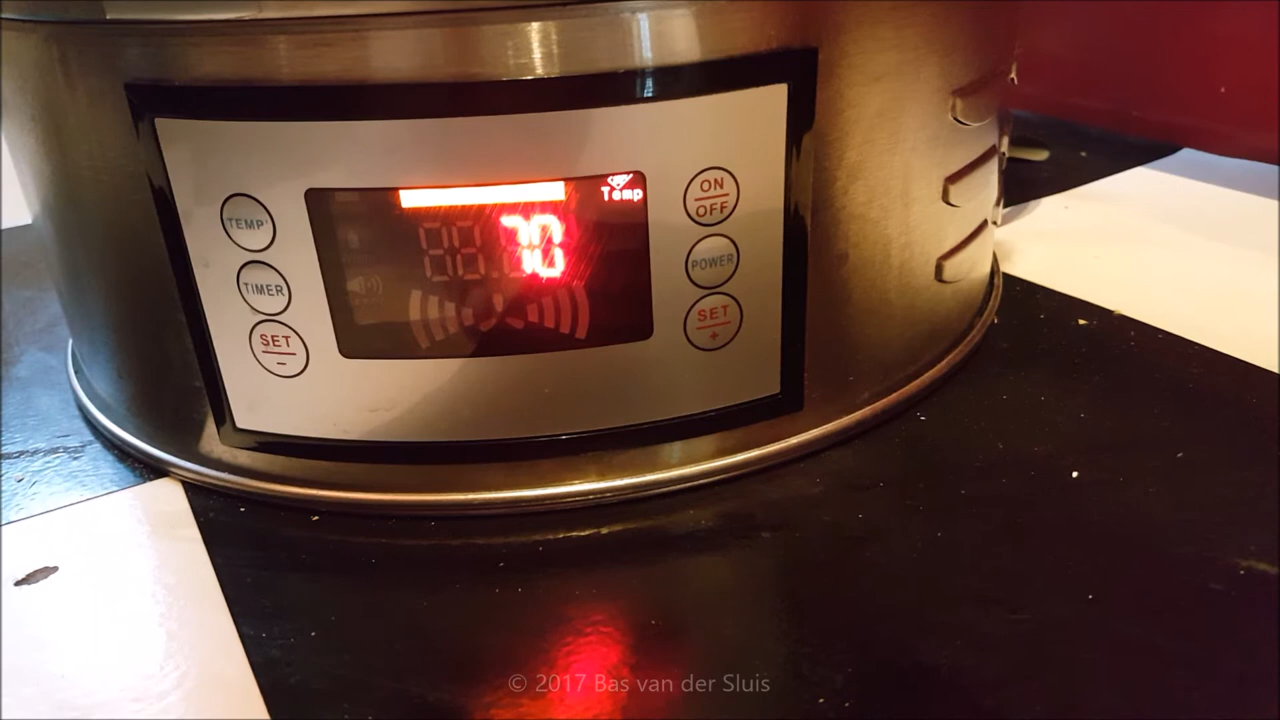 TEMP'
TIMER
SET
−
70
Temp
ON
OFF
POWER
SET
+
© 2017 Bas van der Sluis